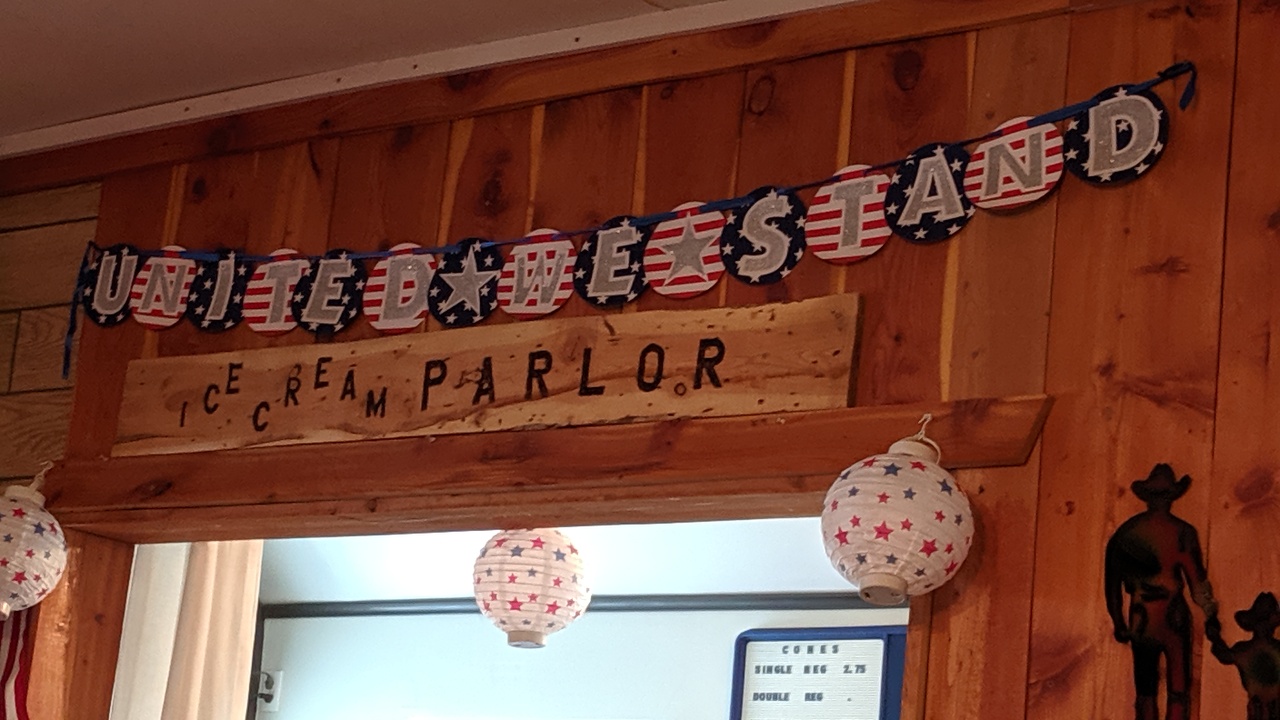 UNITED★WE★STAND
ICE CREAM PARLOR
CONES
SINGLE REG 2.75
DOUBLE REG